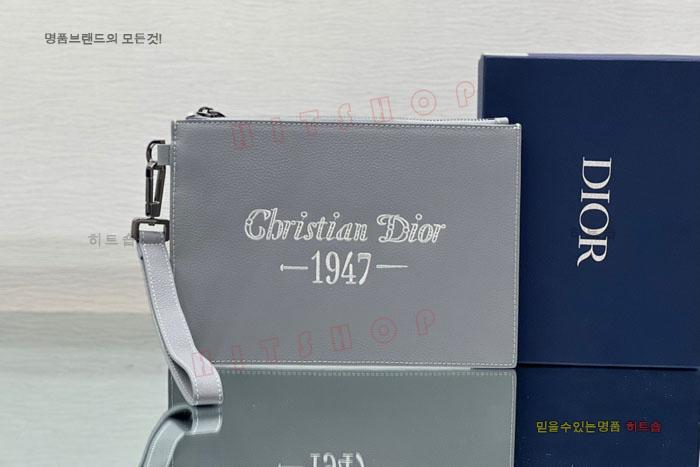 명품브랜드의 모든것!
HITSHOP
Christian Dior
1947
DIOR
히트숍
HITSHOP
믿을수있는명품 히트숍
1947